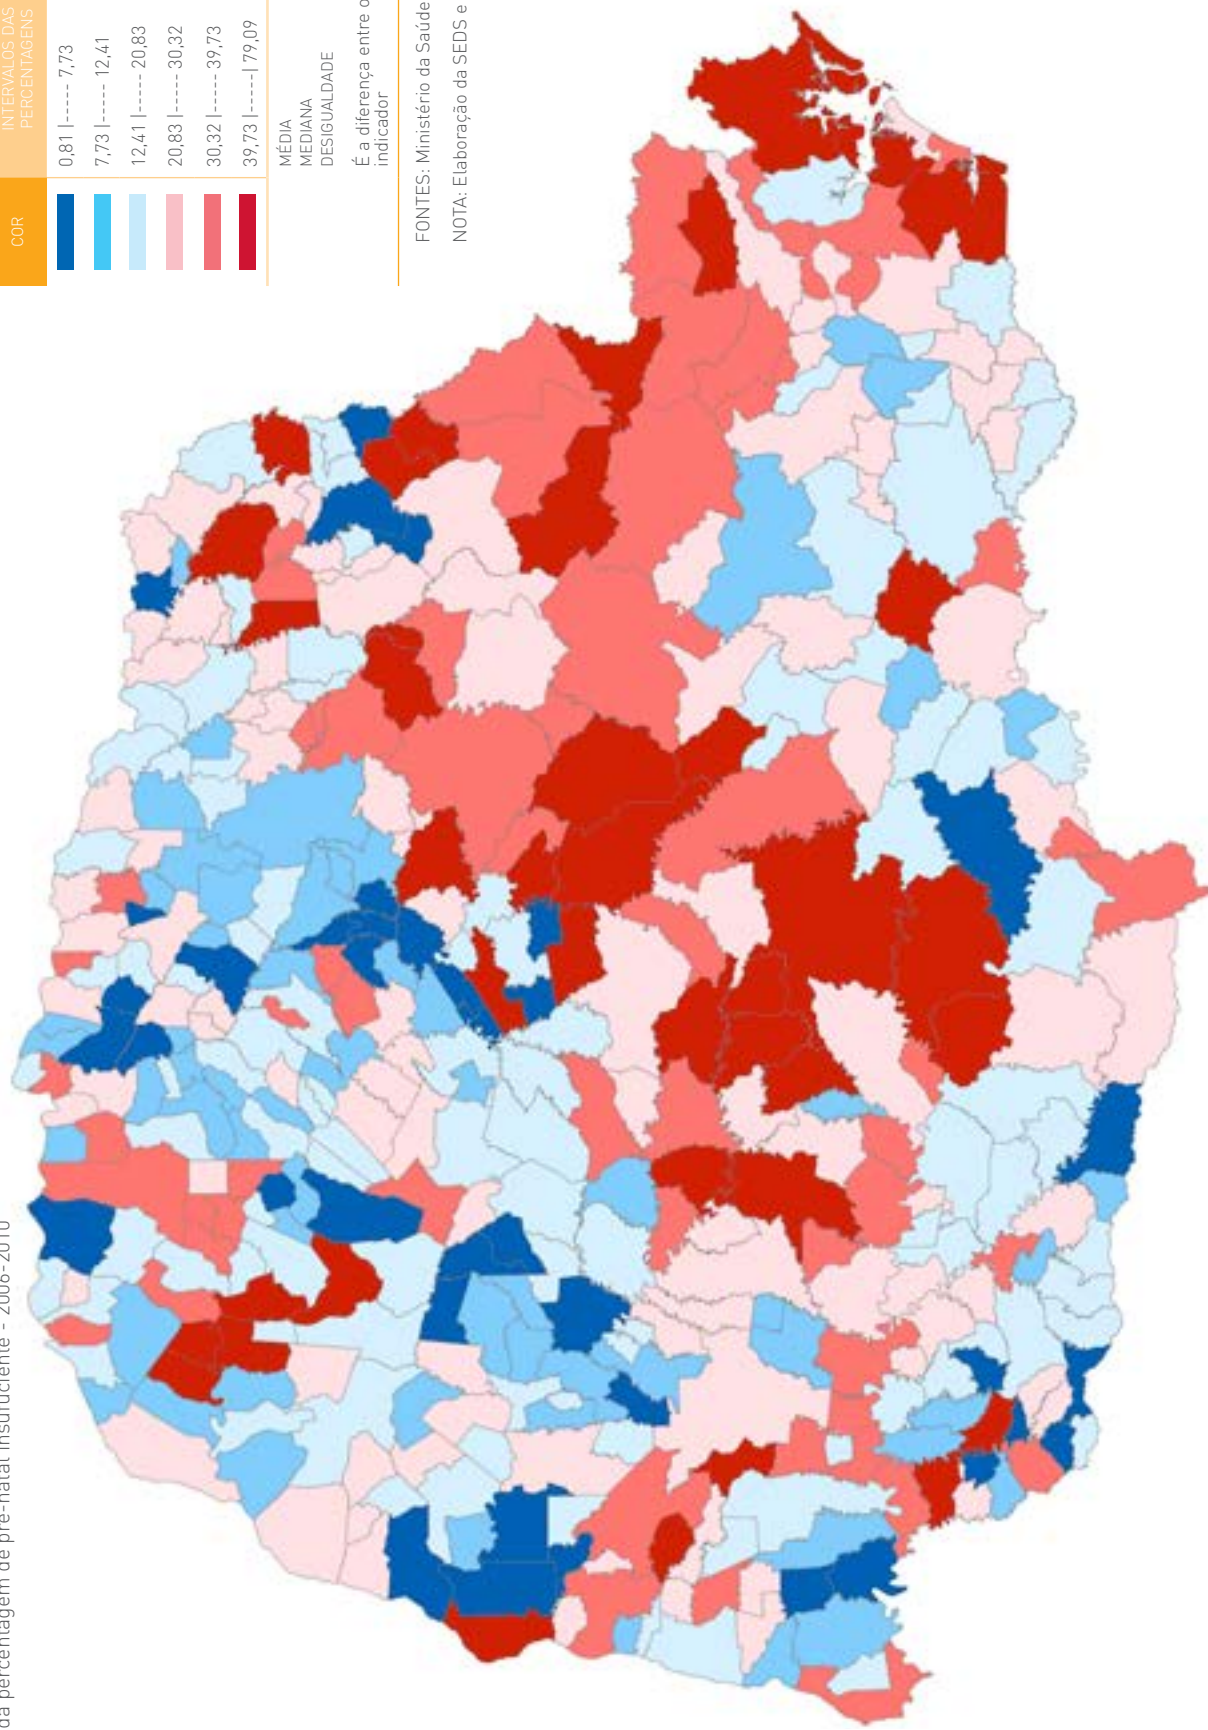 da percentagem de pré-natal insuficiente - 2006-2010
COR
INTERVALOS DAS
PERCENTAGENS
0,81 |----- 7,73
7,73 |----- 12,41
12,41 |----- 20,83
20,83 |----- 30,32
30,32 |----- 39,73
39,73 |-----| 79,09
MÉDIA
MEDIANA
DESIGUALDADE
É a diferença entre o
indicador
FONTES: Ministério da Saúde
NOTA: Elaboração da SEDS e